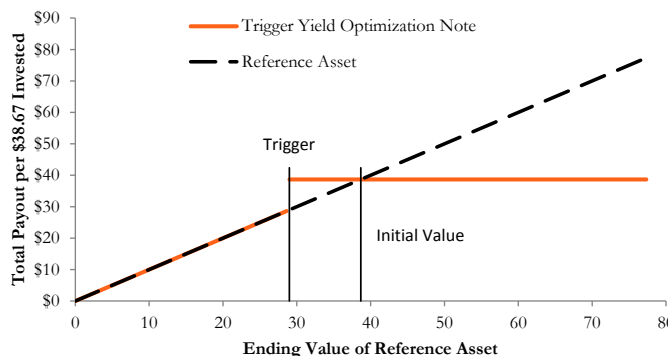 $90
$80
$70
$60
$50
$40
$30
$20
$10
$0
Total Payout per $38.67 Invested
Trigger Yield Optimization Note
Reference Asset
Trigger
Initial Value
0 10 20 30 40 50 60 70 80
Ending Value of Reference Asset